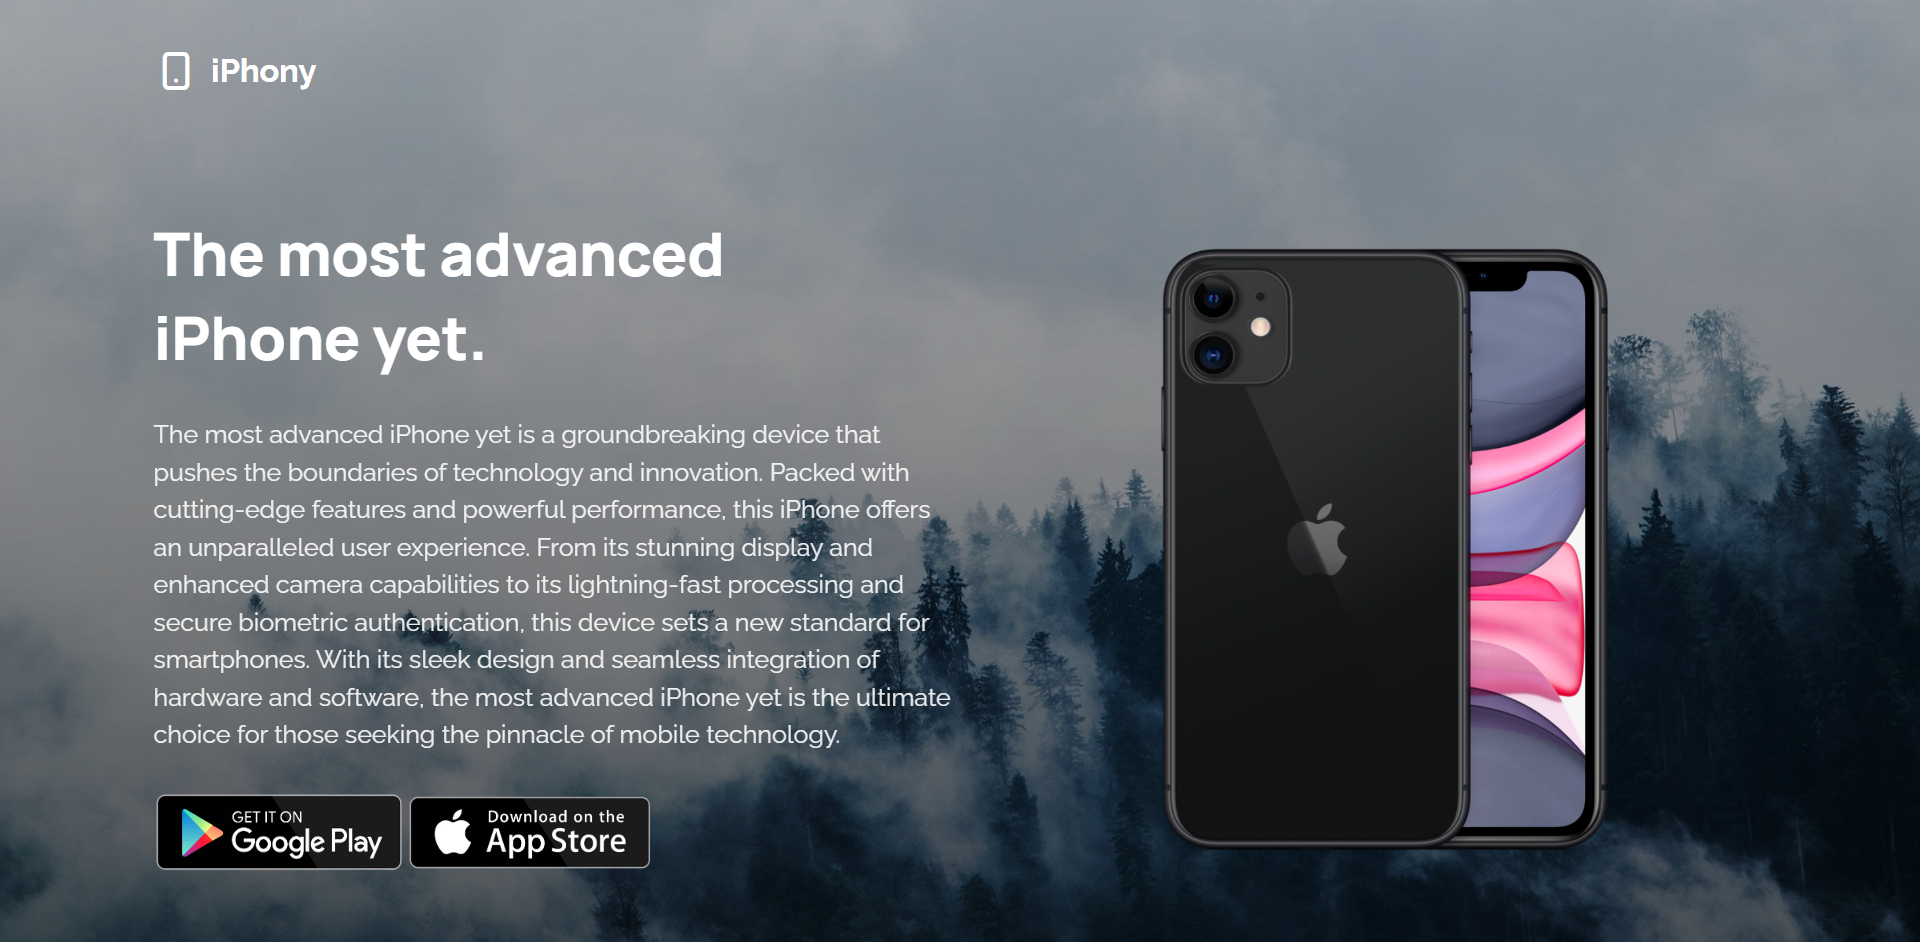 iPhony
The most advanced
iPhone yet.
The most advanced iPhone yet is a groundbreaking device that
pushes the boundaries of technology and innovation. Packed with
cutting-edge features and powerful performance, this iPhone offers
an unparalleled user experience. From its stunning display and
enhanced camera capabilities to its lightning-fast processing and
secure biometric authentication, this device sets a new standard for
smartphones. With its sleek design and seamless integration of
hardware and software, the most advanced iPhone yet is the ultimate
choice for those seeking the pinnacle of mobile technology.
GET IT ON
Google Play
Download on the
App Store